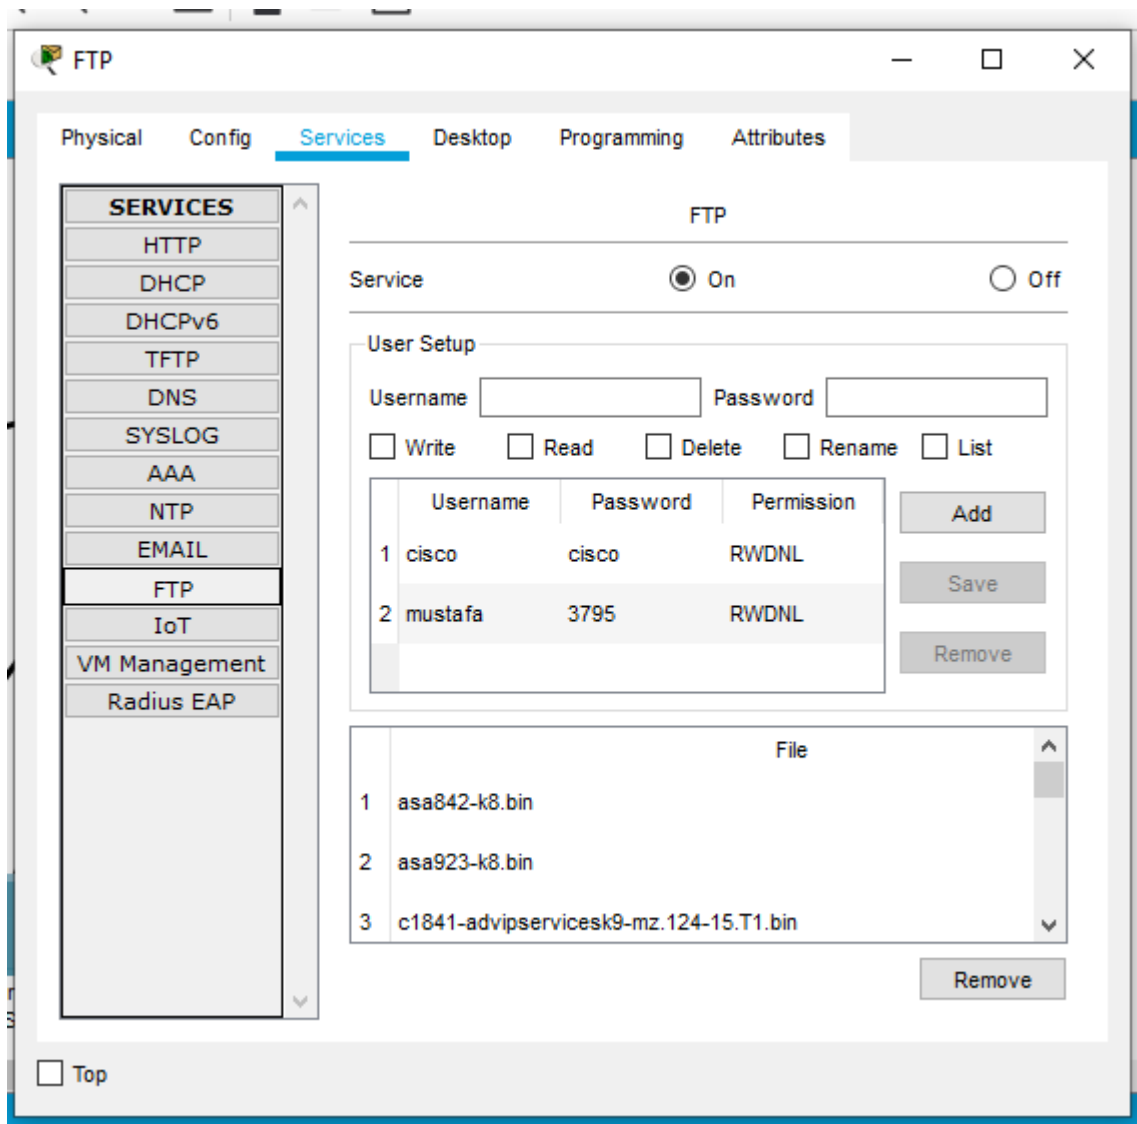 FTP
Physical Config Services Desktop Programming Attributes
SERVICES
HTTP
DHCP
DHCPv6
TFTP
DNS
SYSLOG
AAA
NTP
EMAIL
FTP
IoT
VM Management
Radius EAP
FTP
Service On Off
User Setup
Username Password
Write Read Delete Rename List
Username Password Permission
1 cisco cisco RWDNL
2 mustafa 3795 RWDNL
Add
Save
Remove
File
1 asa842-k8.bin
2 asa923-k8.bin
3 c1841-advipservicesk9-mz.124-15.T1.bin
Remove
Top